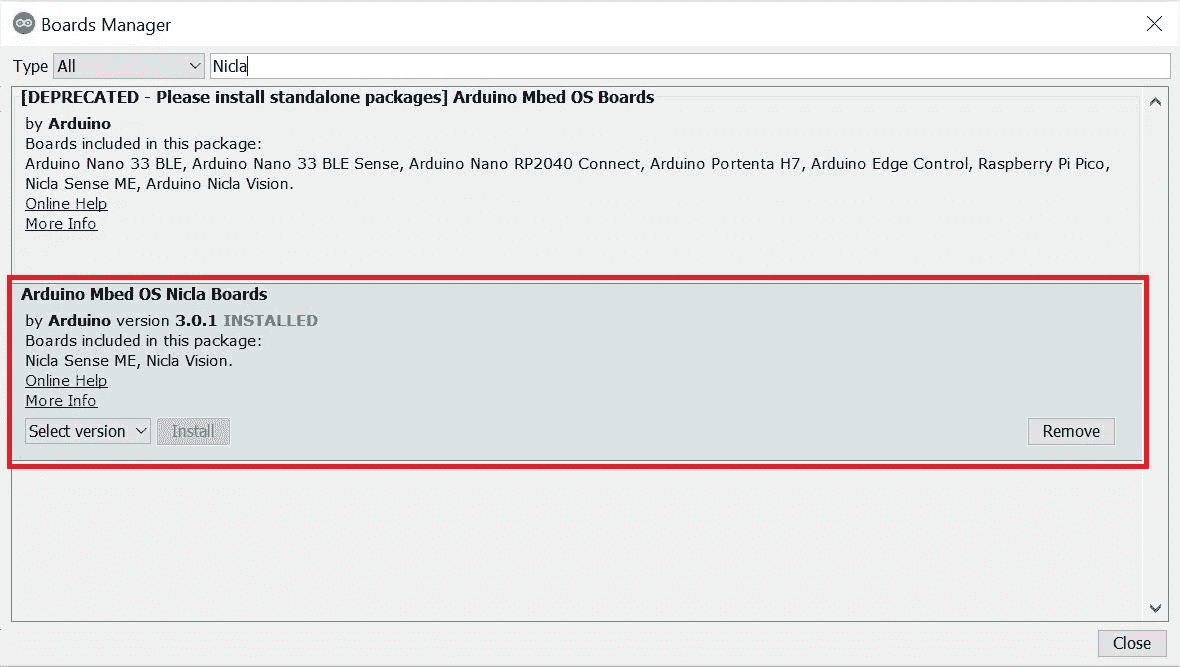 Boards Manager
Type All Nicla
[DEPRECATED - Please install standalone packages] Arduino Mbed OS Boards
by Arduino
Boards included in this package:
Arduino Nano 33 BLE, Arduino Nano 33 BLE Sense, Arduino Nano RP2040 Connect, Arduino Portenta H7, Arduino Edge Control, Raspberry Pi Pico,
Nicla Sense ME, Arduino Nicla Vision.
Online Help
More Info
Arduino Mbed OS Nicla Boards
by Arduino version 3.0.1 INSTALLED
Boards included in this package:
Nicla Sense ME, Nicla Vision.
Online Help
More Info
Select version Install Remove
Close